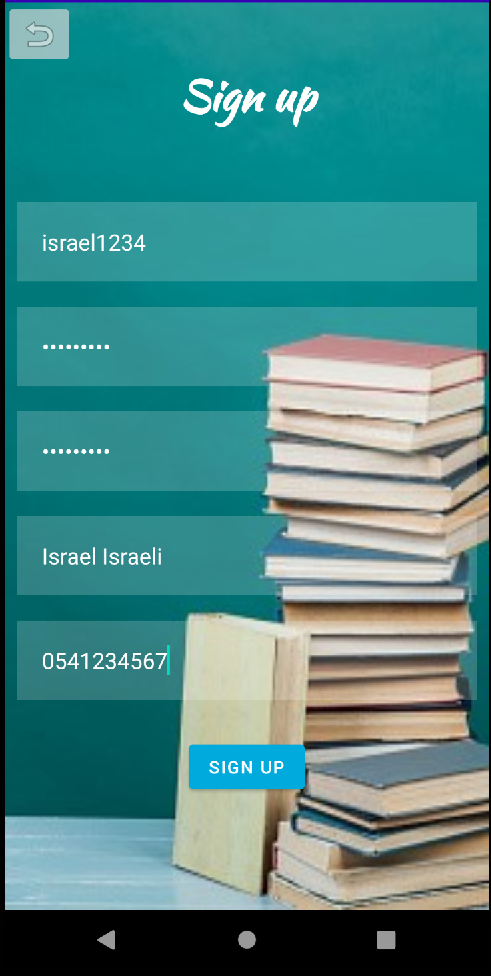 Sign up
israel1234
•••••••••
•••••••••
Israel Israeli
0541234567
SIGN UP